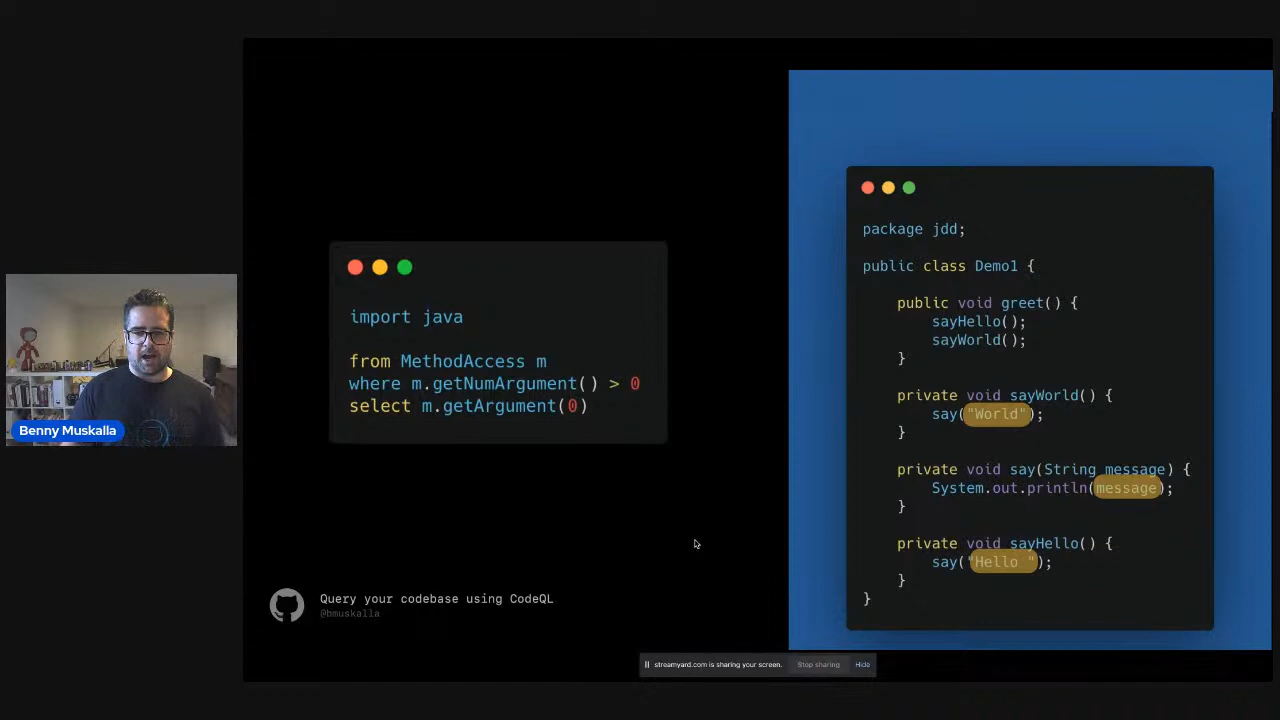 import java
from MethodAccess m
where m.getNumArgument() > 0
select m.getArgument(0)
package jdd;
public class Demo1 {
public void greet() {
sayHello();
sayWorld();
}
private void sayWorld() {
say("World");
}
private void say(String message) {
System.out.println(message);
}
private void sayHello() {
say("Hello ");
}
}
Benny Muskalla
Query your codebase using CodeQL
@bmuskalla
streamyard.com is sharing your screen.
Stop sharing
Hide